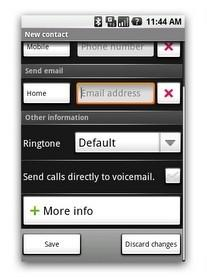 11:44 AM
New contact
Mobile Phone number
Send email
Home Email address
Other information
Ringtone Default
Send calls directly to voicemail.
+ More info
Save Discard changes